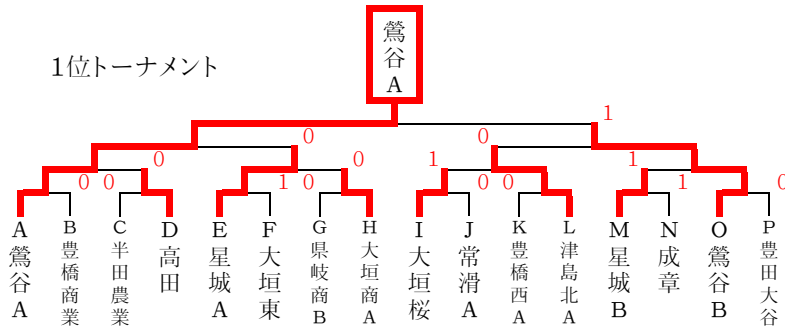 鶯谷A
1位トーナメント
1
0
0
0
0
1
1
0
0
1
0
0
0
1
0
A鶯谷A
B豊橋商業
C半田農業
D高田
E星城A
F大垣東
G県岐商B
H大垣商A
I大垣桜
J常滑A
K豊橋西A
L津島北A
M星城B
N成章
O鶯谷B
P豊田大谷